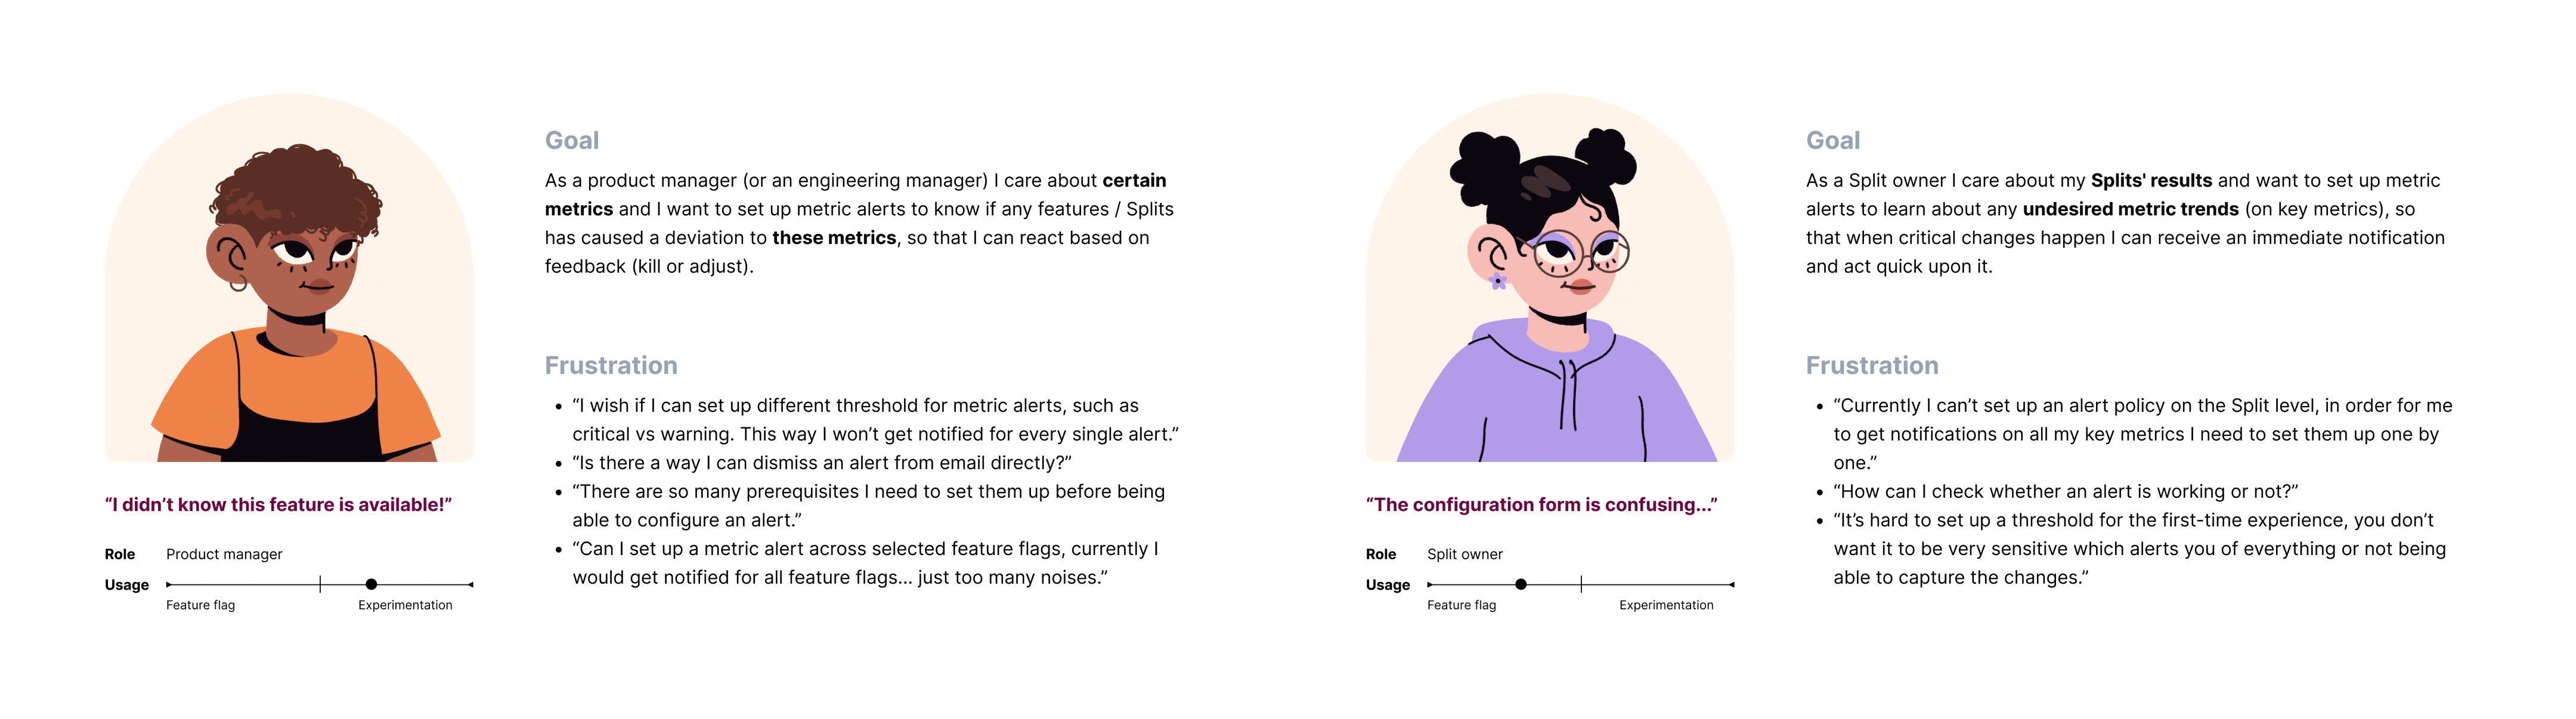 Goal
As a product manager (or an engineering manager) I care about certain
metrics and I want to set up metric alerts to know if any features / Splits
has caused a deviation to these metrics, so that I can react based on
feedback (kill or adjust).
Frustration
• “I wish if I can set up different threshold for metric alerts, such as
critical vs warning. This way I won’t get notified for every single alert.”
• “Is there a way I can dismiss an alert from email directly?”
• “There are so many prerequisites I need to set them up before being
able to configure an alert.”
• “Can I set up a metric alert across selected feature flags, currently I
would get notified for all feature flags... just too many noises.”
“I didn’t know this feature is available!”
Role Product manager
Usage
Feature flag Experimentation
Goal
As a Split owner I care about my Splits' results and want to set up metric
alerts to learn about any undesired metric trends (on key metrics), so
that when critical changes happen I can receive an immediate notification
and act quick upon it.
Frustration
• “Currently I can’t set up an alert policy on the Split level, in order for me
to get notifications on all my key metrics I need to set them up one by
one.”
• “How can I check whether an alert is working or not?”
• “It’s hard to set up a threshold for the first-time experience, you don’t
want it to be very sensitive which alerts you of everything or not being
able to capture the changes.”
“The configuration form is confusing...”
Role Split owner
Usage
Feature flag Experimentation